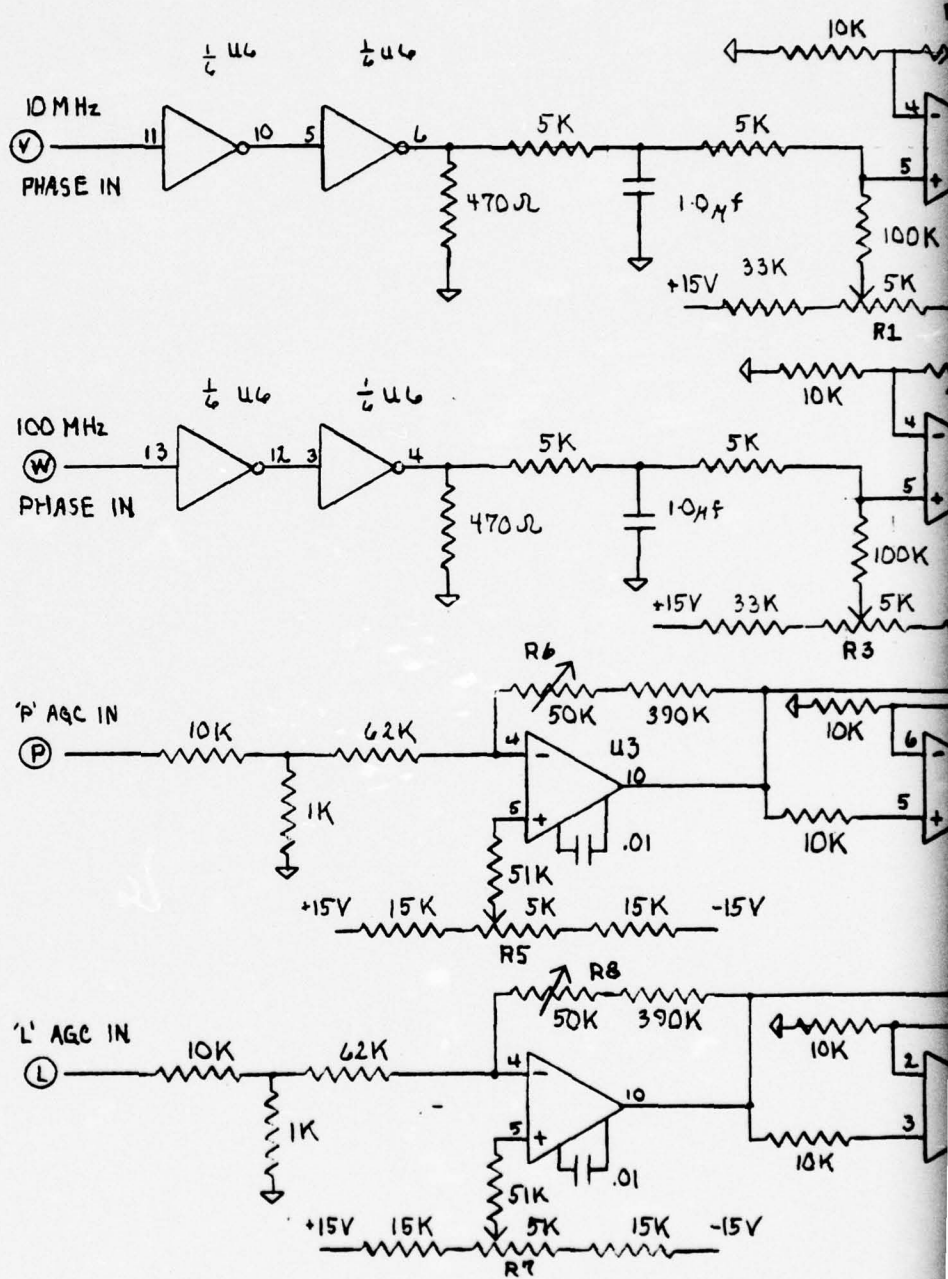 1/6 U6
1/6 U6
10K
10 MHz
V
PHASE IN
11
10
5
6
5K
5K
4
-
5
+
470Ω
1.0μf
100K
+15V
33K
5K
R1
1/6 U6
1/6 U6
10K
100 MHz
W
PHASE IN
13
12
3
4
5K
5K
4
-
5
+
470Ω
1.0μf
100K
+15V
33K
5K
R3
R6
'P' AGC IN
P
10K
62K
50K
390K
10K
U3
4
-
10
6
-
1K
5
+
.01
10K
5
+
51K
+15V
15K
5K
15K
-15V
R5
R8
'L' AGC IN
L
10K
62K
50K
390K
10K
4
-
10
2
1K
5
+
.01
10K
3
51K
+15V
15K
5K
15K
-15V
R7